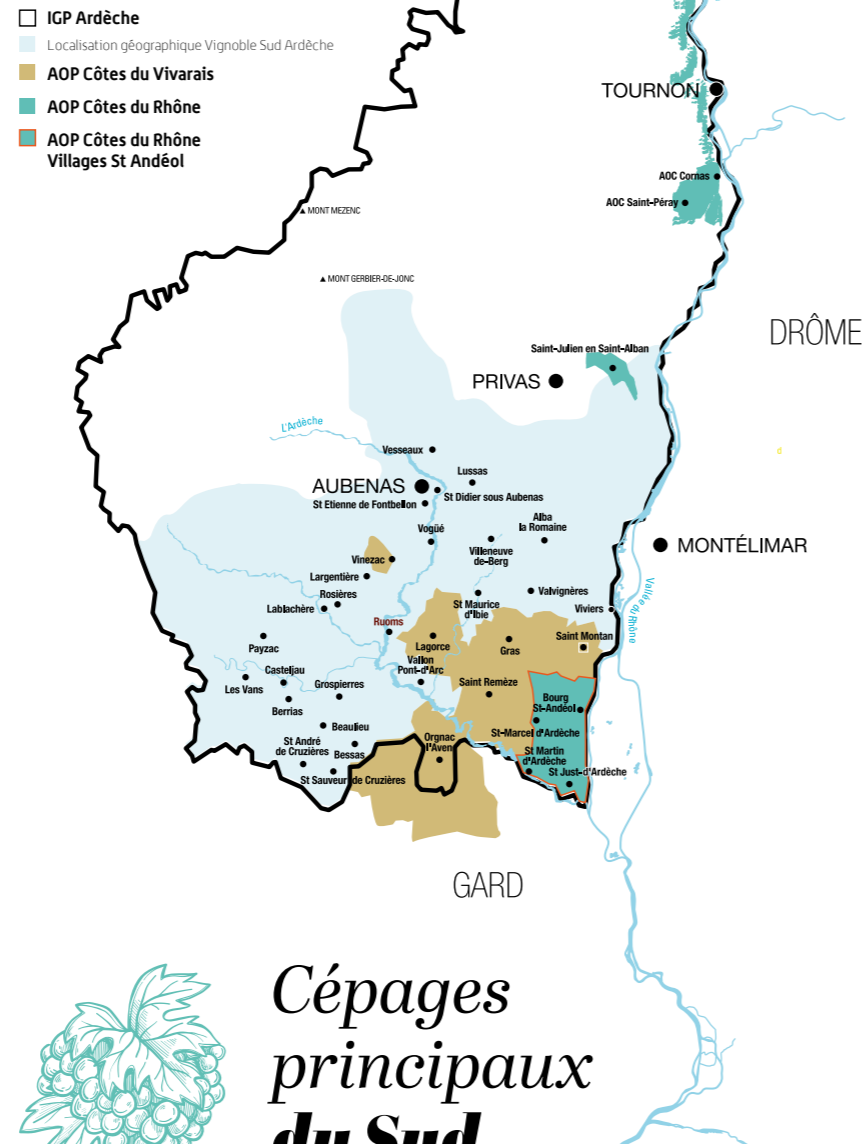 IGP Ardèche
Localisation géographique Vignoble Sud Ardèche
AOP Côtes du Vivarais
AOP Côtes du Rhône
AOP Côtes du Rhône
Villages St Andéol
TOURNON
AOC Cornas
AOC Saint-Péray
MONT MEZENC
MONT GERBIER-DE-JONC
DRÔME
Saint-Julien en Saint-Alban
PRIVAS
L'Ardèche
Vesseaux
Lussas
AUBENAS
St Didier sous Aubenas
St Etienne de Fontbellon
Alba
la Romaine
Vogüé
MONTÉLIMAR
Villeneuve
de-Berg
Vinezac
Largentière
Valvignères
Rosières
Lablachère
St Maurice
d'Ibie
Viviers
Vallée du Rhône
Ruoms
Saint Montan
Lagorce
Gras
Payzac
Vallon
Pont-d'Arc
Casteljau
Les Vans
Grospierres
Saint Remèze
Berrias
Bourg
St-Andéol
Beaulieu
St-Marcel d'Ardèche
Orgnac
l'Aven
St André
de Cruzières
Bessas
St Martin
d'Ardèche
St Just-d'Ardèche
St Sauveur de Cruzières
GARD
Cépages
principaux
du Sud